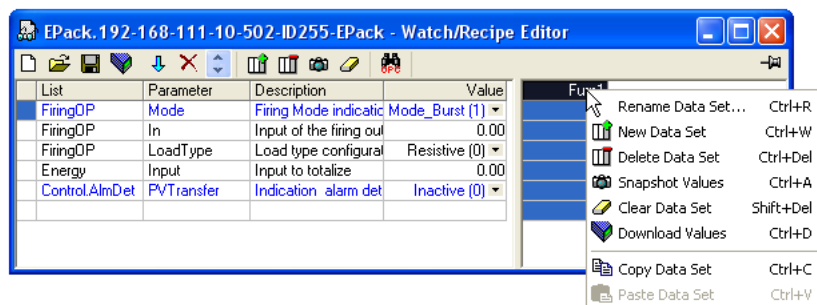 EPack.192-168-111-10-502-ID255-EPack - Watch/Recipe Editor
OPC
List Parameter Description Value
FiringOP Mode Firing Mode indicatio Mode_Burst (1)
FiringOP In Input of the firing ou 0.00
FiringOP LoadType Load type configura Resistive (0)
Energy Input Input to totalize 0.00
Control.AlmDet PVTransfer Indication alarm det Inactive (0)
Rename Data Set... Ctrl+R
New Data Set Ctrl+W
Delete Data Set Ctrl+Del
Snapshot Values Ctrl+A
Clear Data Set Shift+Del
Download Values Ctrl+D
Copy Data Set Ctrl+C
Paste Data Set Ctrl+V